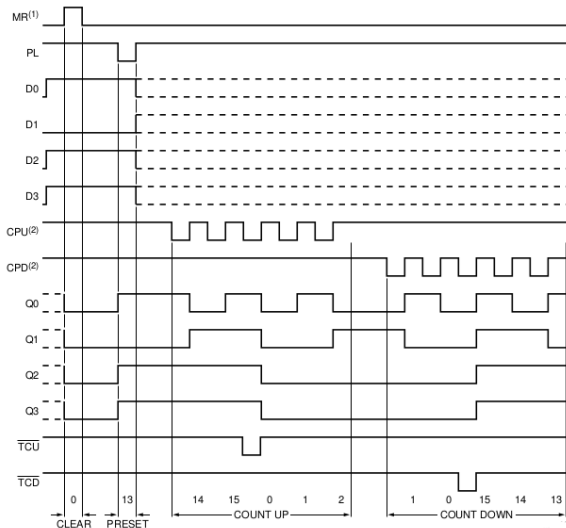 MR(1)
PL
D0
D1
D2
D3
CPU(2)
CPD(2)
Q0
Q1
Q2
Q3
TCU
TCD
0 13 14 15 0 1 2 1 0 15 14 13
CLEAR PRESET COUNT UP COUNT DOWN